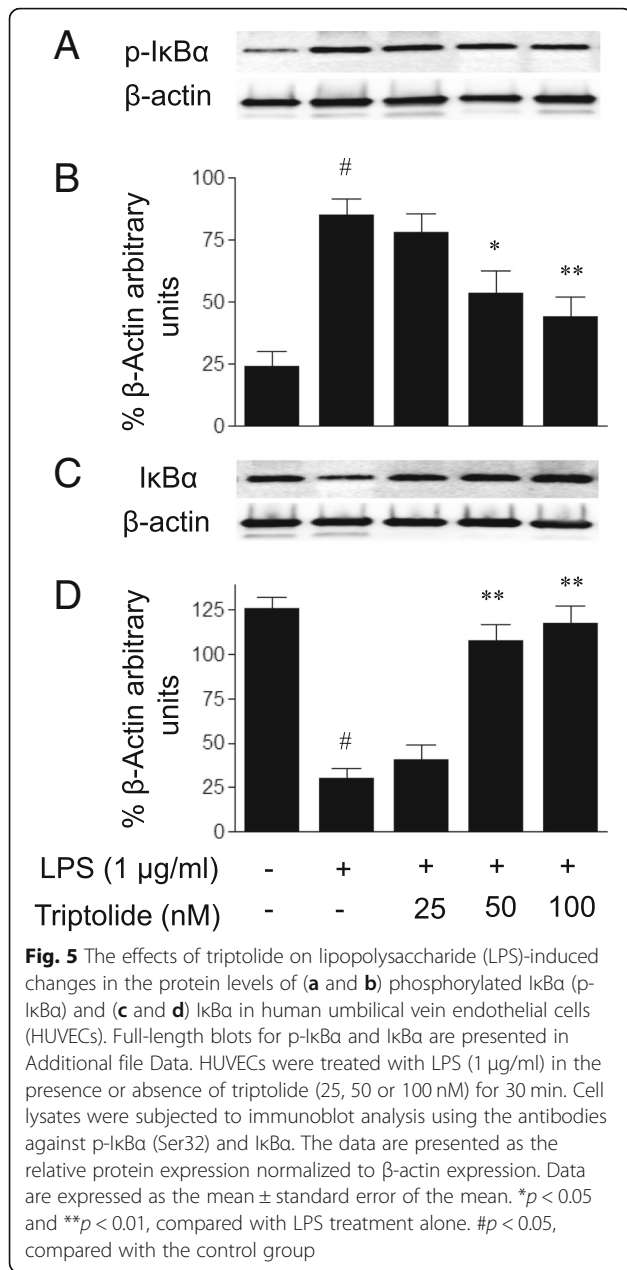 A
p-IκBα
β-actin
B
% β-Actin arbitrary
units
100
75
50
25
0
#
*
**
C
IκBα
β-actin
D
% β-Actin arbitrary
units
125
100
75
50
25
0
#
**
**
LPS (1 μg/ml) - + + + +
Triptolide (nM) - - 25 50 100
Fig. 5 The effects of triptolide on lipopolysaccharide (LPS)-induced
changes in the protein levels of (a and b) phosphorylated IκBα (p-
IκBα) and (c and d) IκBα in human umbilical vein endothelial cells
(HUVECs). Full-length blots for p-IκBα and IκBα are presented in
Additional file Data. HUVECs were treated with LPS (1 μg/ml) in the
presence or absence of triptolide (25, 50 or 100 nM) for 30 min. Cell
lysates were subjected to immunoblot analysis using the antibodies
against p-IκBα (Ser32) and IκBα. The data are presented as the
relative protein expression normalized to β-actin expression. Data
are expressed as the mean ± standard error of the mean. *p < 0.05
and **p < 0.01, compared with LPS treatment alone. #p < 0.05,
compared with the control group